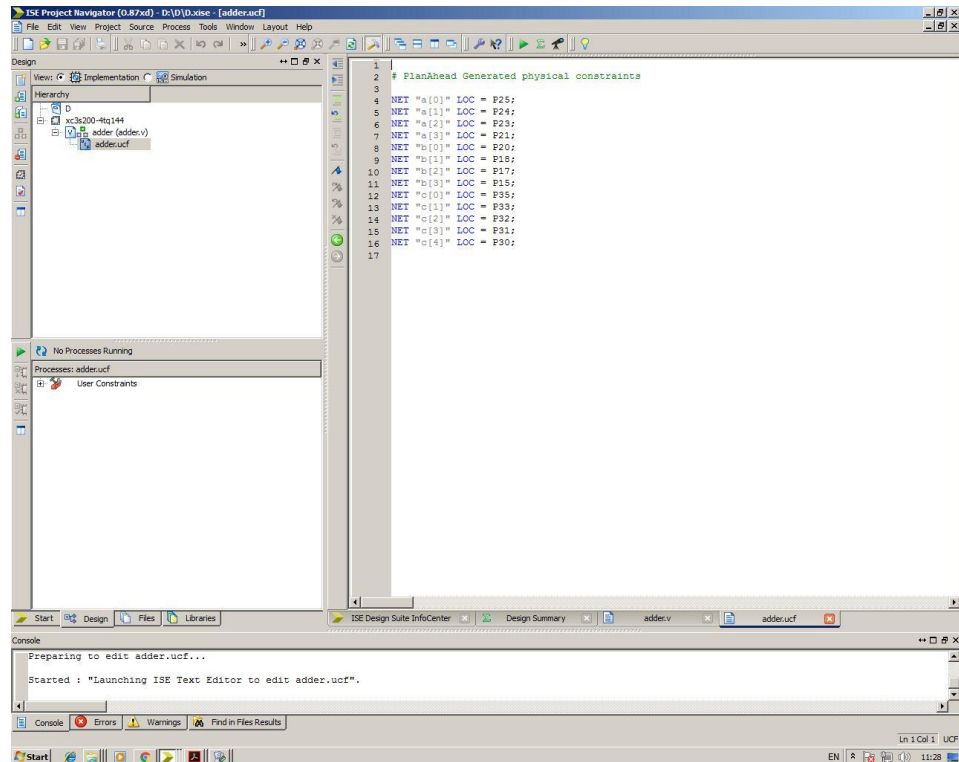 ISE Project Navigator (O.87xd) - D:\D\D.xise - [adder.ucf]
File Edit View Project Source Process Tools Window Layout Help
Design
View: Implementation Simulation
Hierarchy
D
xc3s200-4tq144
adder (adder.v)
adder.ucf
No Processes Running
Processes: adder.ucf
User Constraints
1
2 # PlanAhead Generated physical constraints
3
4 NET "a[0]" LOC = P25;
5 NET "a[1]" LOC = P24;
6 NET "a[2]" LOC = P23;
7 NET "a[3]" LOC = P21;
8 NET "b[0]" LOC = P20;
9 NET "b[1]" LOC = P18;
10 NET "b[2]" LOC = P17;
11 NET "b[3]" LOC = P15;
12 NET "c[0]" LOC = P35;
13 NET "c[1]" LOC = P33;
14 NET "c[2]" LOC = P32;
15 NET "c[3]" LOC = P31;
16 NET "c[4]" LOC = P30;
17
Start Design Files Libraries
ISE Design Suite InfoCenter Design Summary adder.v adder.ucf
Console
Preparing to edit adder.ucf...
Started : "Launching ISE Text Editor to edit adder.ucf".
Console Errors Warnings Find in Files Results
Ln 1 Col 1 UCF
Start EN 11:28